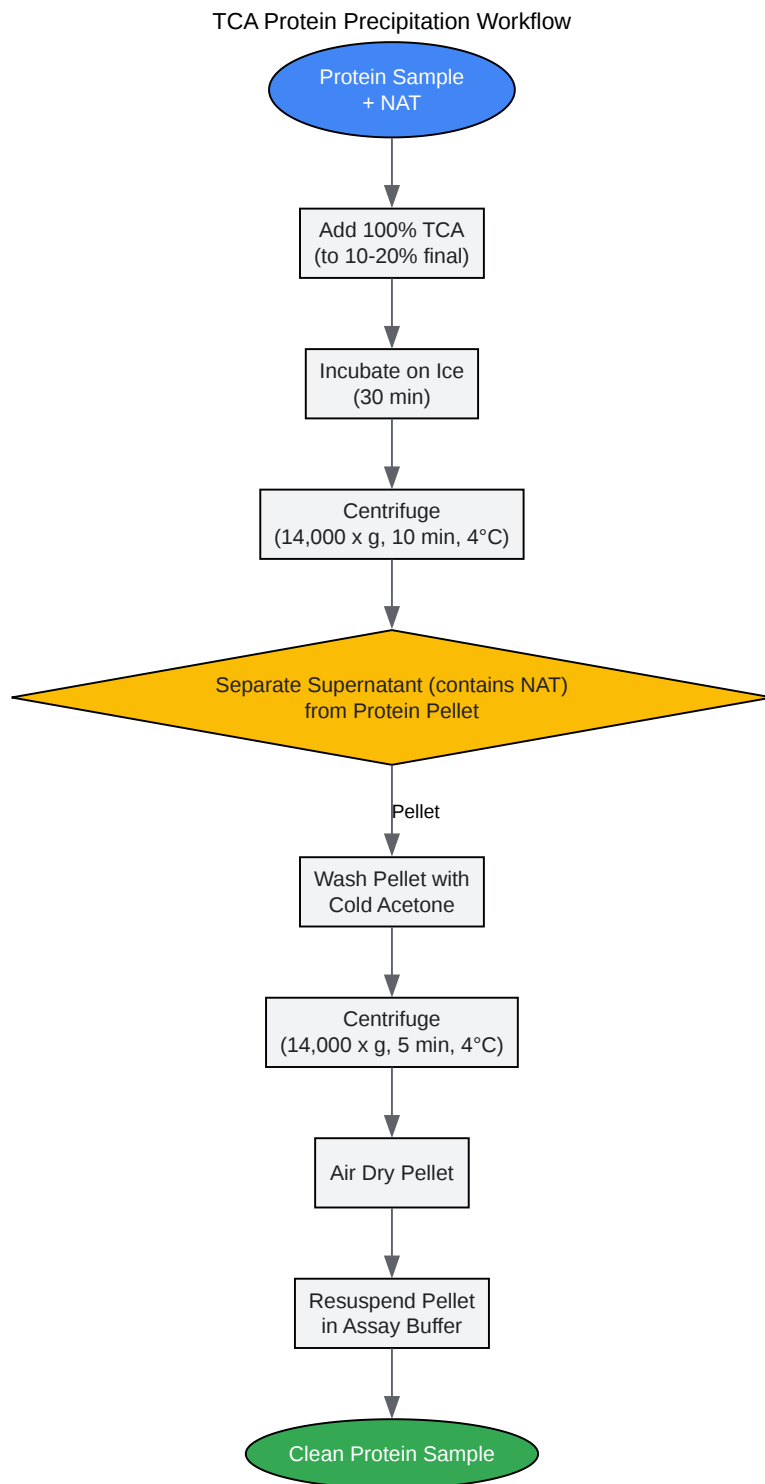 TCA Protein Precipitation Workflow
Protein Sample
+ NAT
Add 100% TCA
(to 10-20% final)
Incubate on Ice
(30 min)
Centrifuge
(14,000 x g, 10 min, 4°C)
Separate Supernatant (contains NAT)
from Protein Pellet
Pellet
Wash Pellet with
Cold Acetone
Centrifuge
(14,000 x g, 5 min, 4°C)
Air Dry Pellet
Resuspend Pellet
in Assay Buffer
Clean Protein Sample